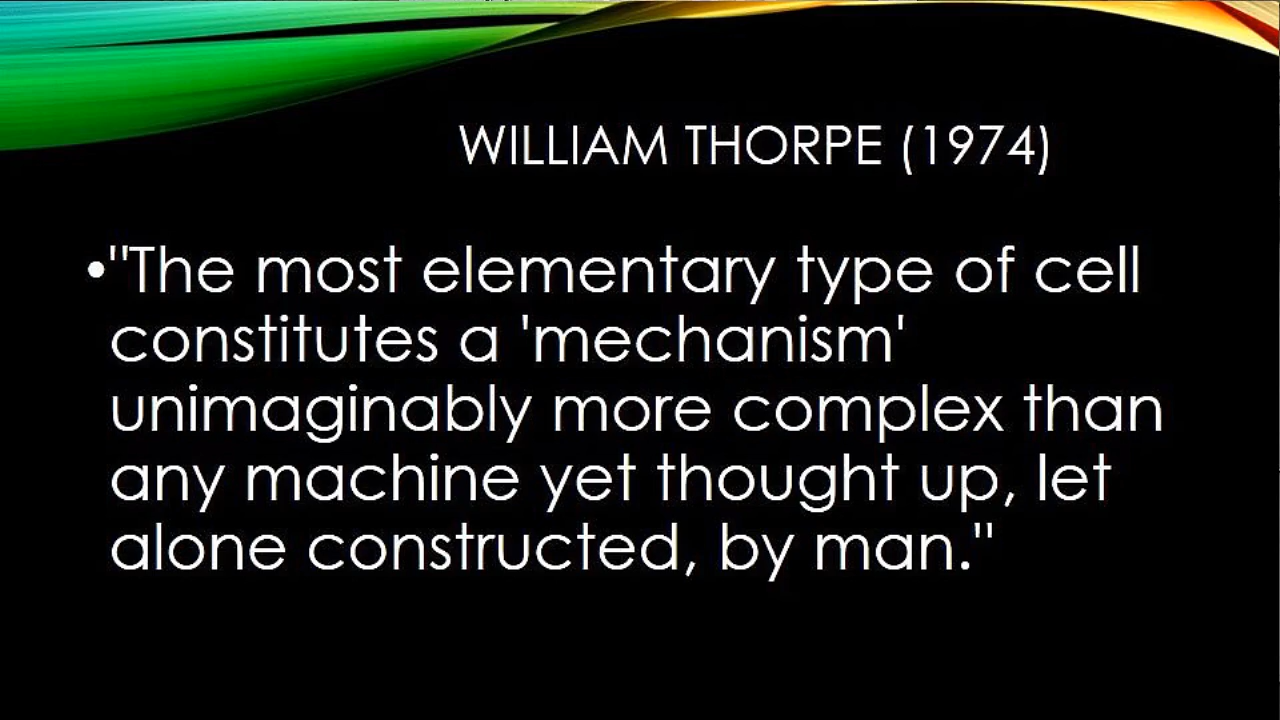 WILLIAM THORPE (1974)
•"The most elementary type of cell
constitutes a 'mechanism'
unimaginably more complex than
any machine yet thought up, let
alone constructed, by man."